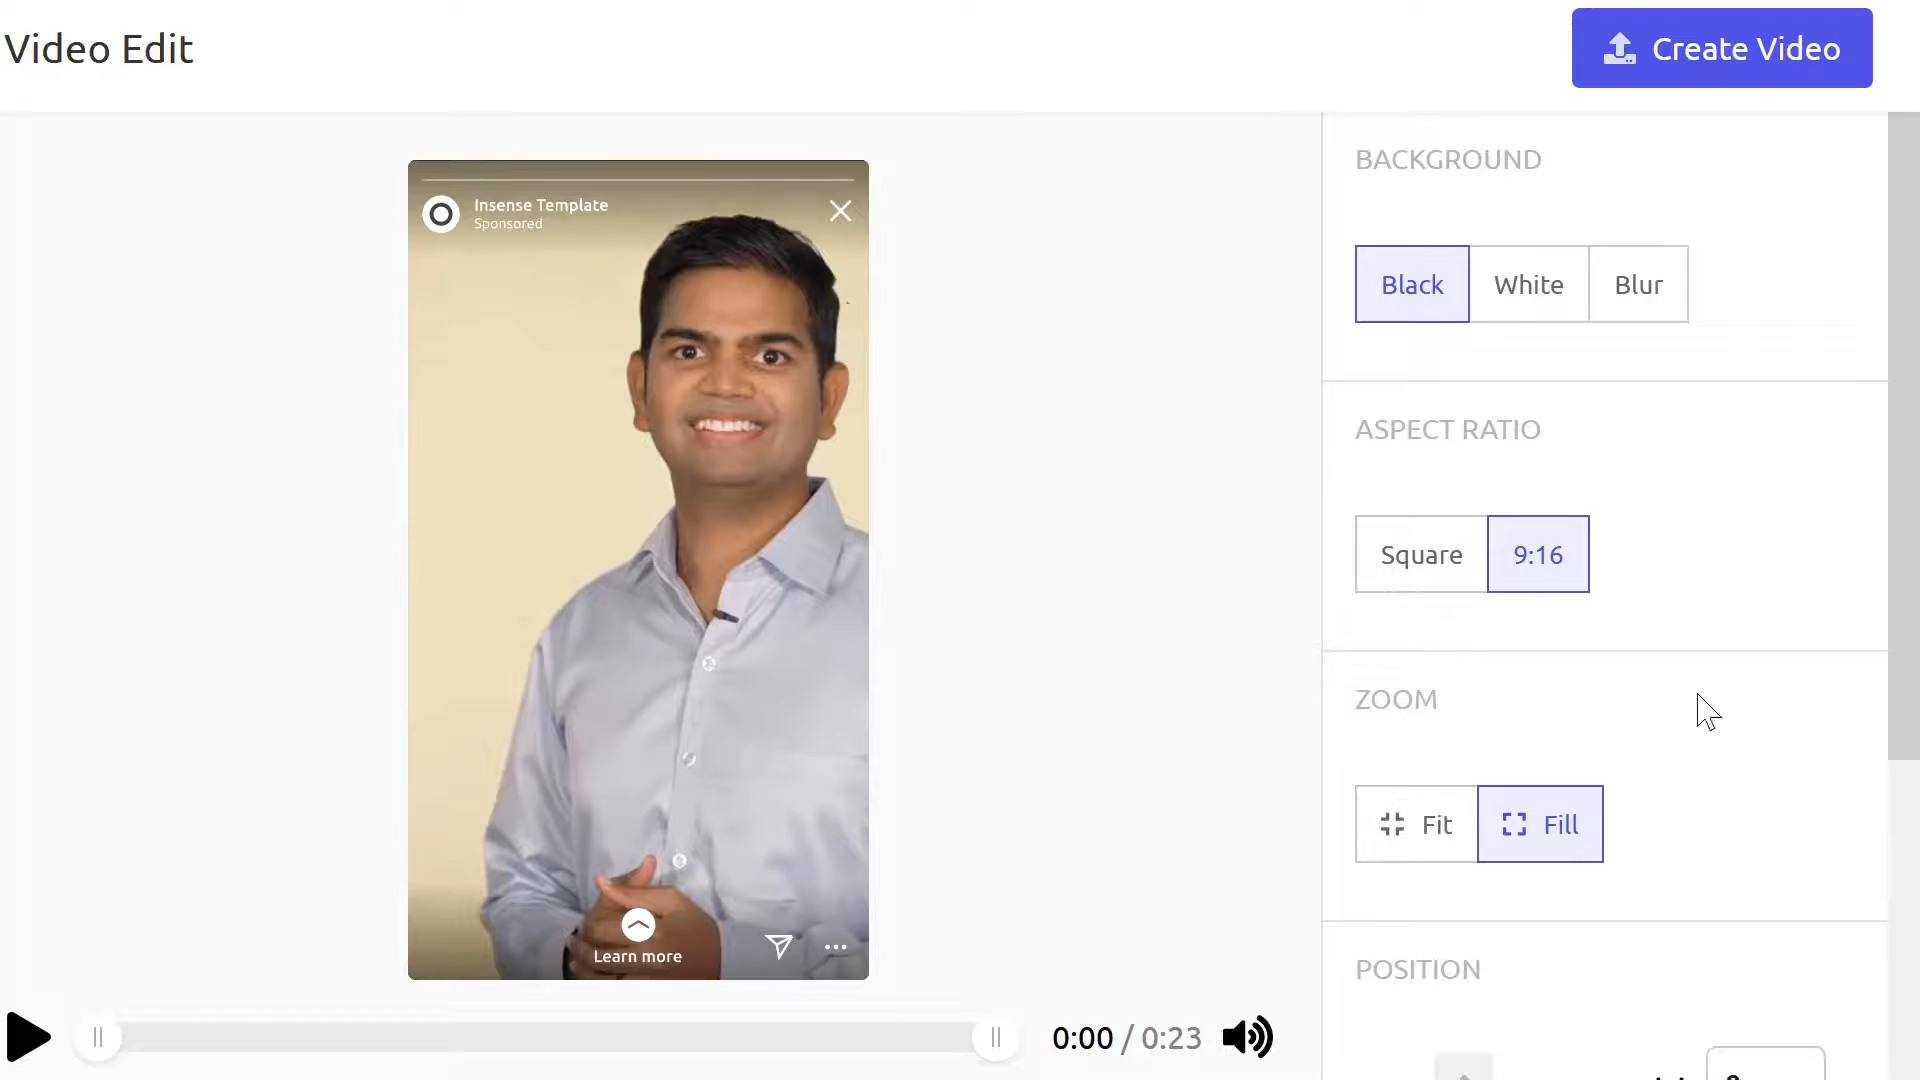 Video Edit
Create Video
Insense Template
Sponsored
Learn more
0:00 / 0:23
BACKGROUND
Black
White
Blur
ASPECT RATIO
Square
9:16
ZOOM
Fit
Fill
POSITION